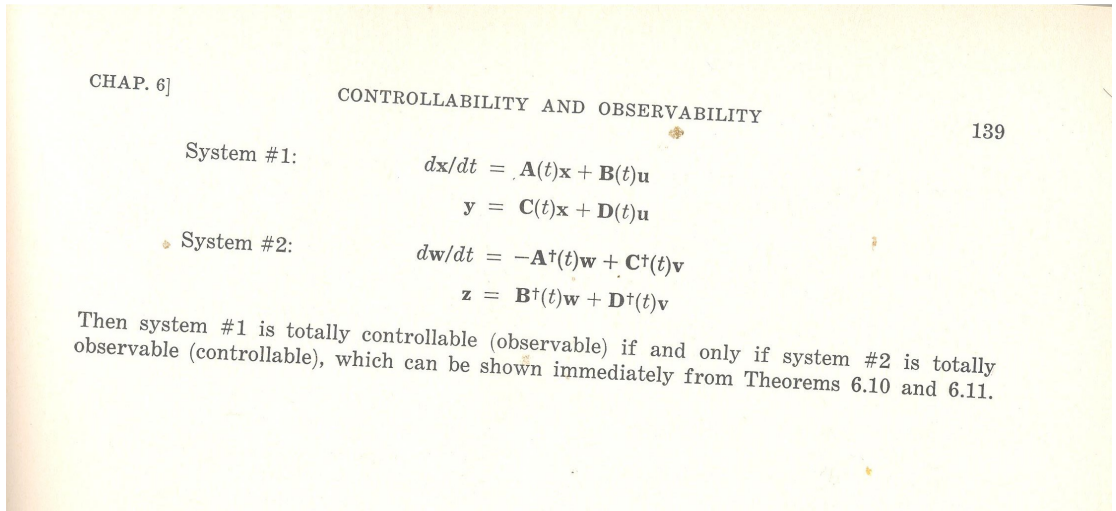 CHAP. 6]
CONTROLLABILITY AND OBSERVABILITY
139
System #1:
dx/dt = A(t)x + B(t)u
y = C(t)x + D(t)u
System #2:
dw/dt = −A†(t)w + C†(t)v
z = B†(t)w + D†(t)v
Then system #1 is totally controllable (observable) if and only if system #2 is totally
observable (controllable), which can be shown immediately from Theorems 6.10 and 6.11.